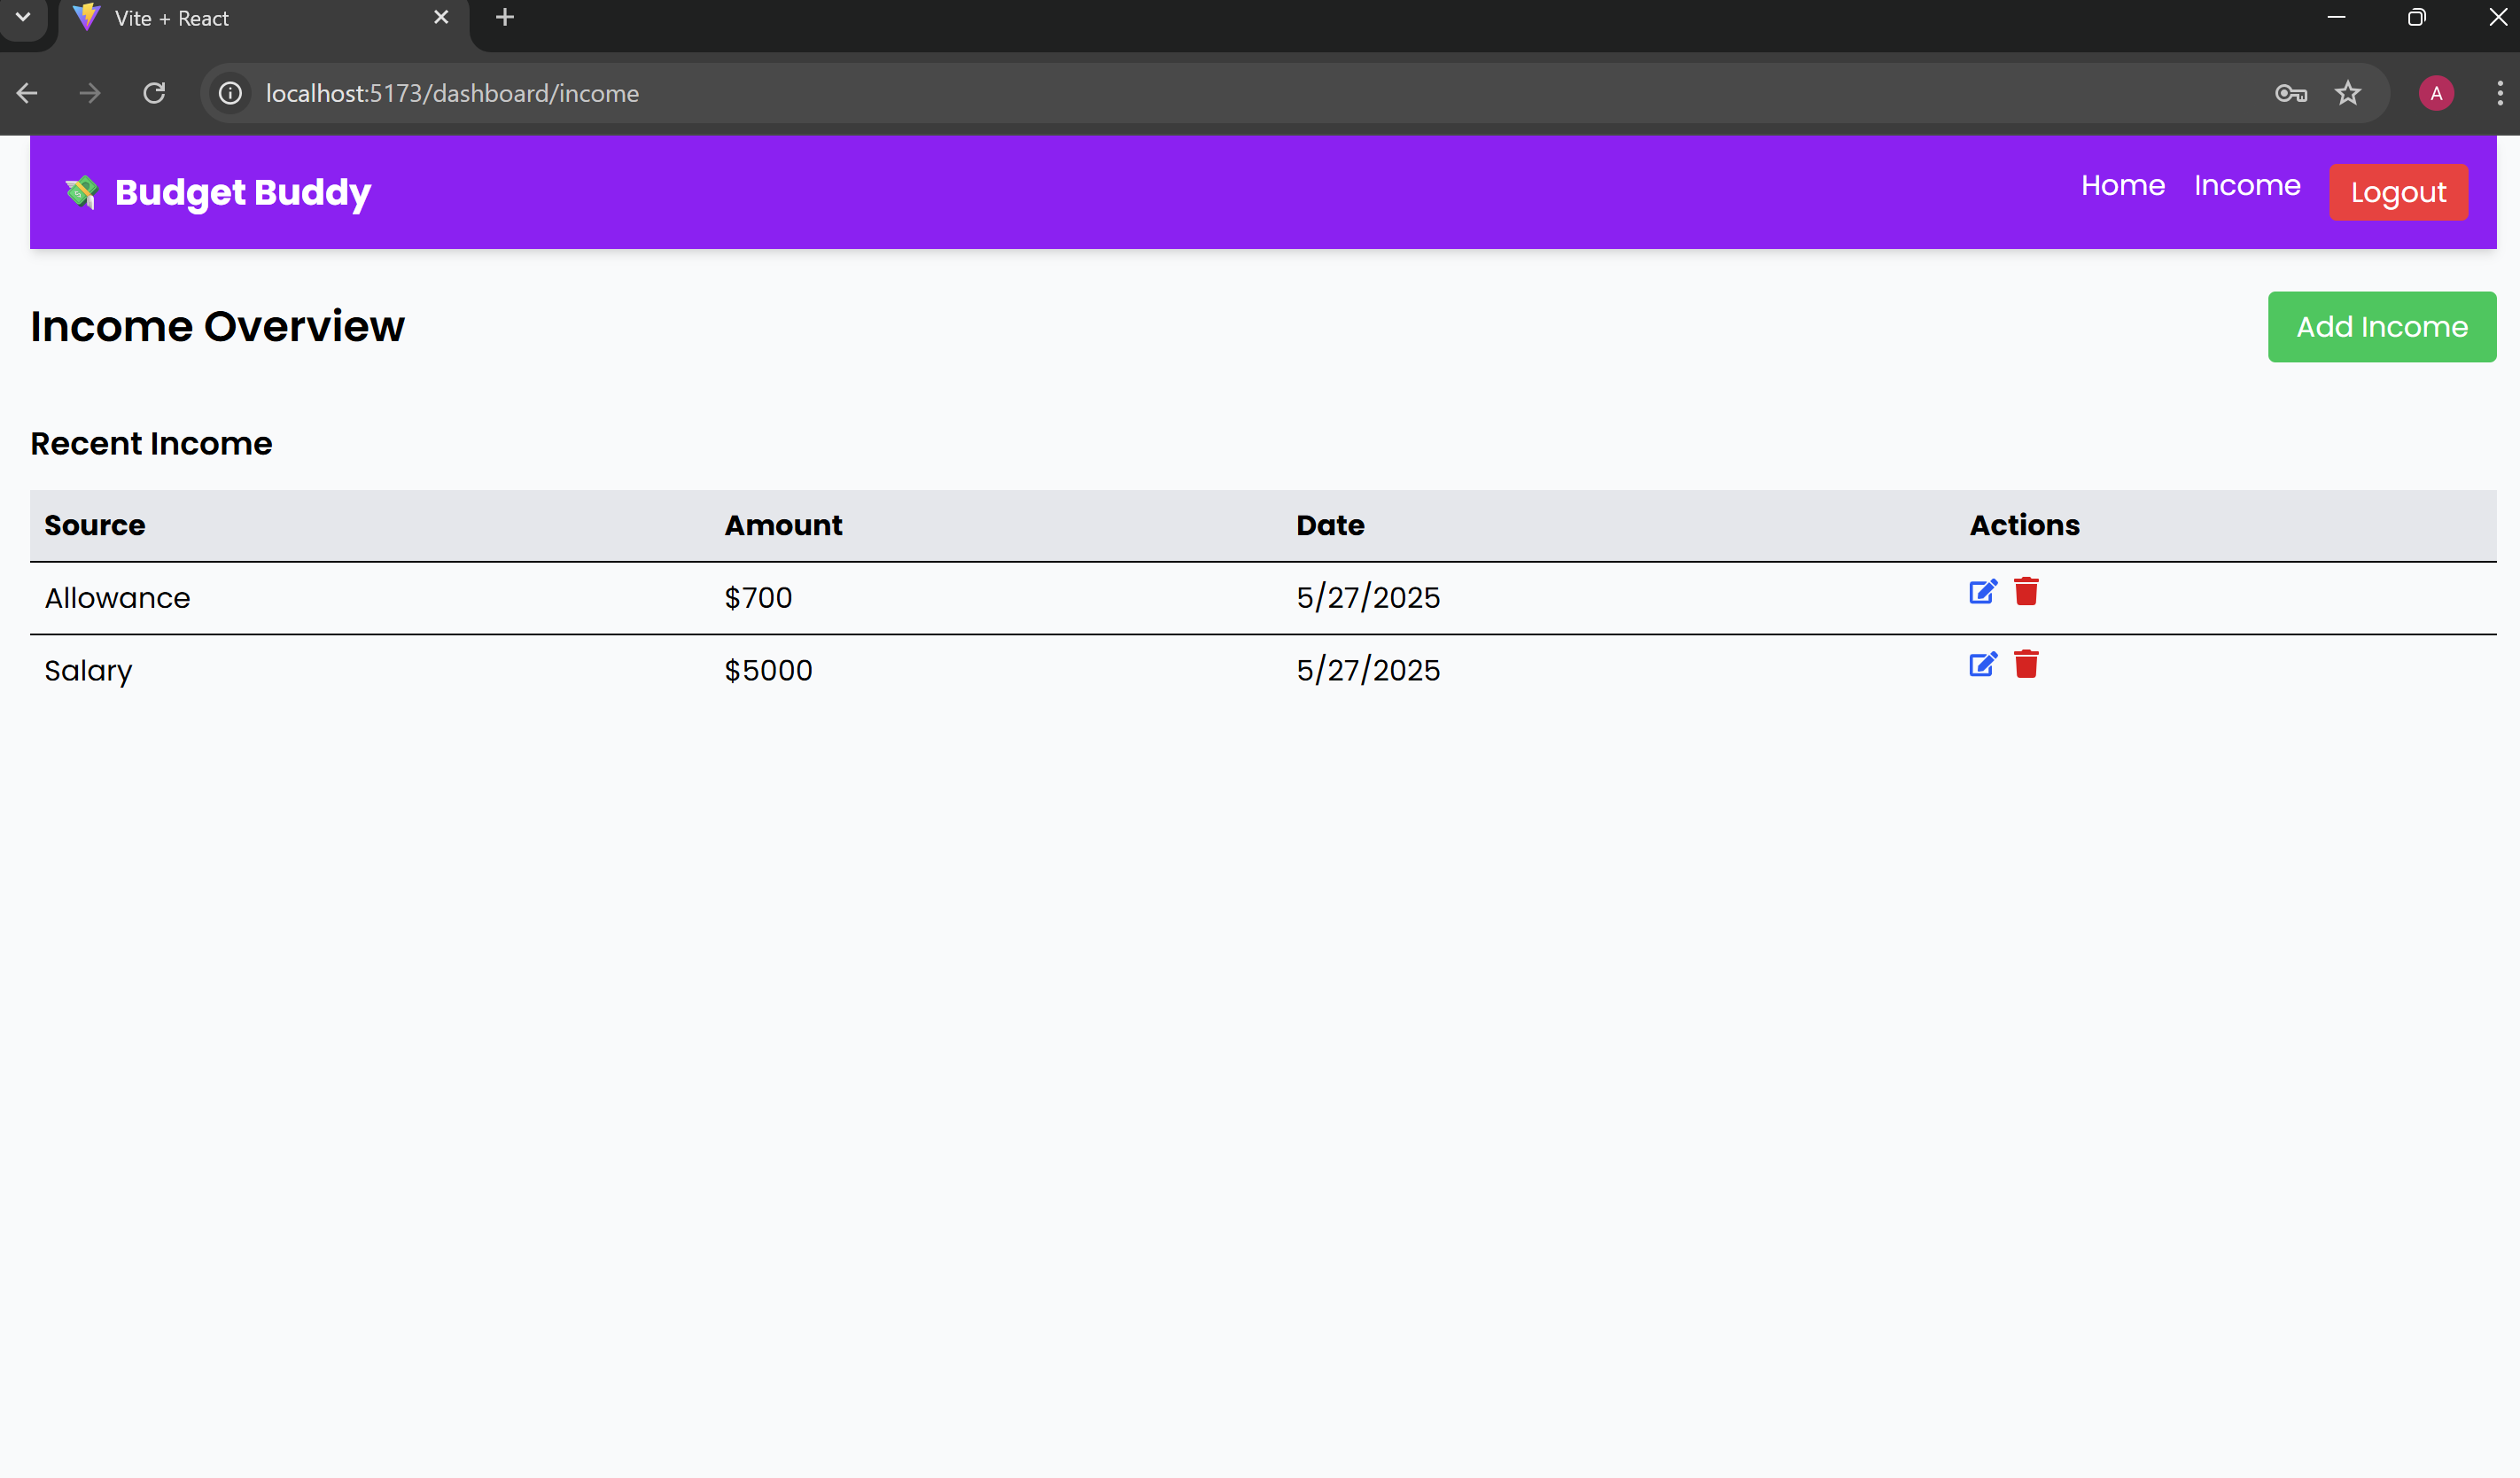 Vite + React
localhost:5173/dashboard/income
A
Budget Buddy
Home Income Logout
Income Overview
Add Income
Recent Income
Source Amount Date Actions
Allowance $700 5/27/2025
Salary $5000 5/27/2025